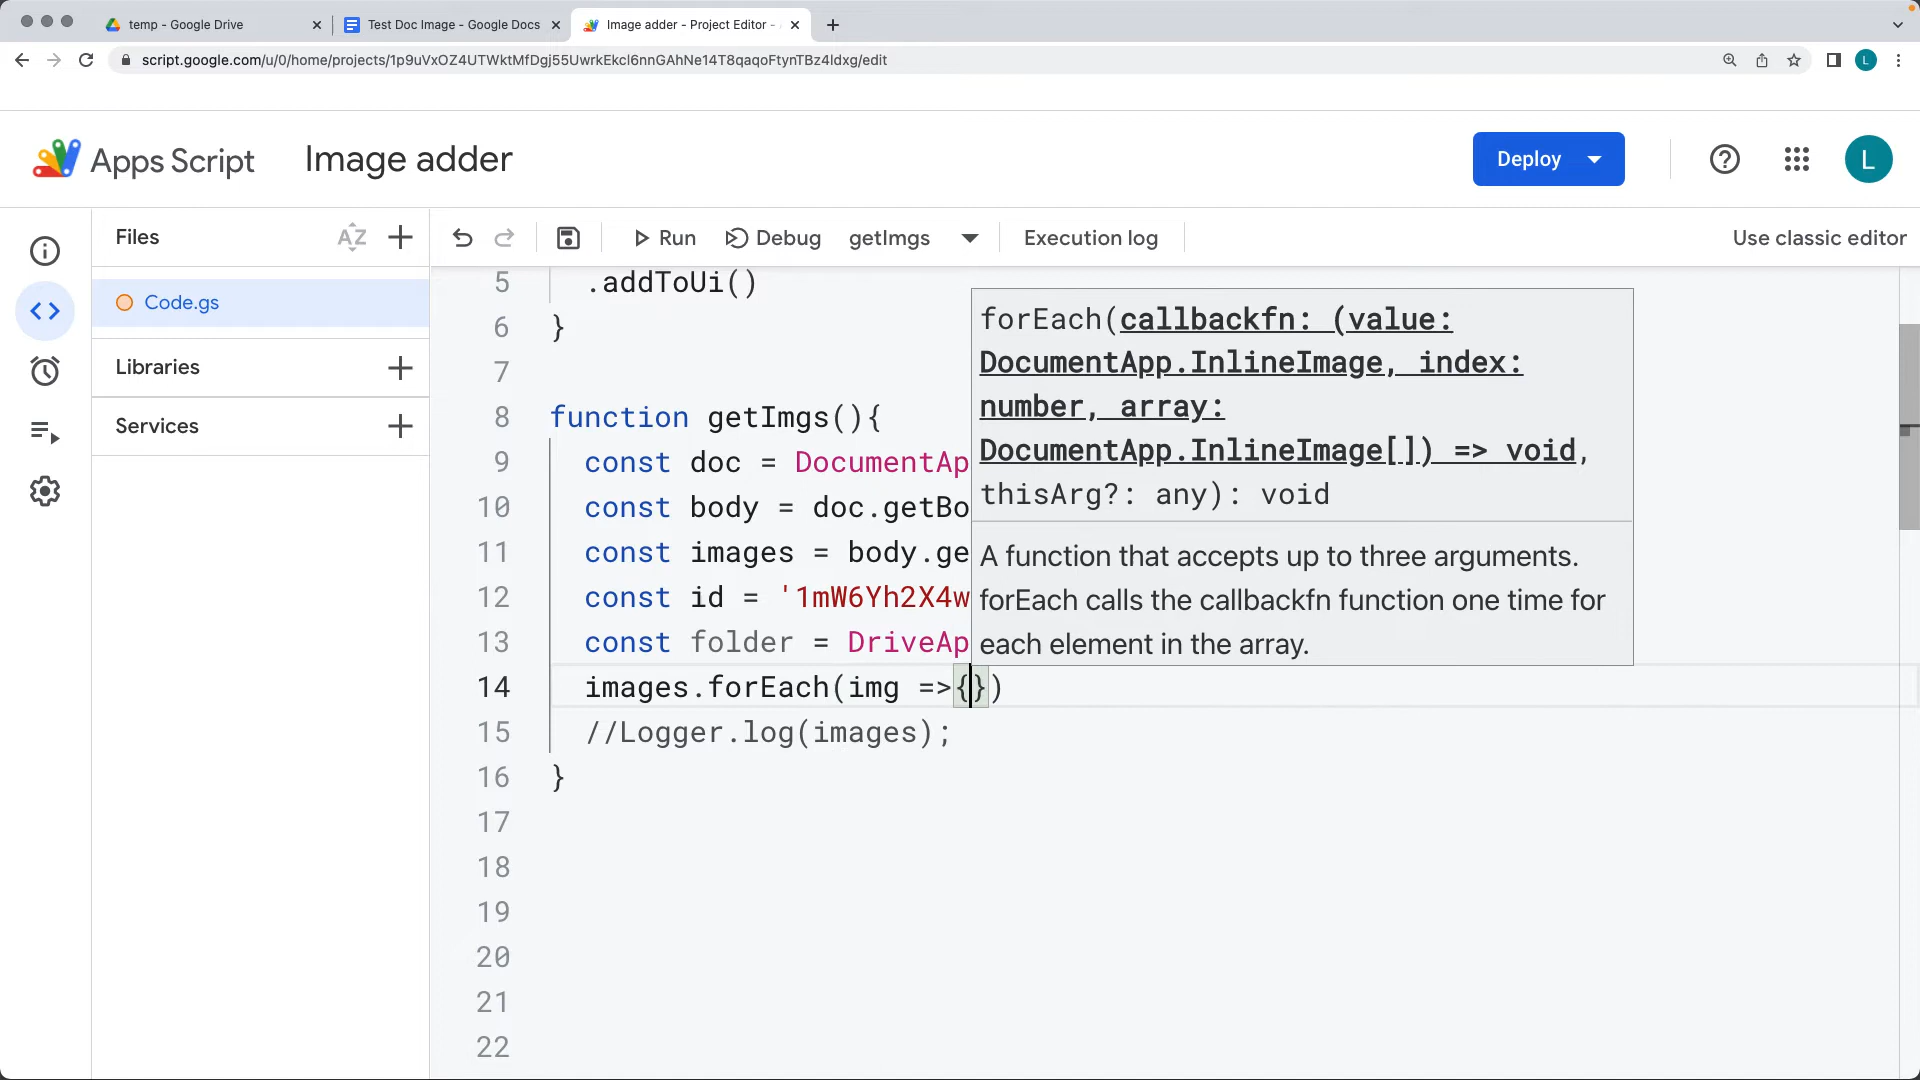 temp - Google Drive
Test Doc Image - Google Docs
Image adder - Project Editor -
script.google.com/u/0/home/projects/1p9uVxOZ4UTWktMfDgj55UwrkEkcl6nnGAhNe14T8qaqoFtynTBz4ldxg/edit
L
Apps Script
Image adder
Deploy
L
Files
AZ
Run
Debug
getImgs
Execution log
Use classic editor
Code.gs
Libraries
Services
5 .addToUi()
6 }
7
8 function getImgs(){
9 const doc = DocumentAp
10 const body = doc.getBo
11 const images = body.ge
12 const id = '1mW6Yh2X4w
13 const folder = DriveAp
14 images.forEach(img =>{})
15 //Logger.log(images);
16 }
17
18
19
20
21
22
forEach(callbackfn: (value:
DocumentApp.InlineImage, index:
number, array:
DocumentApp.InlineImage[]) => void,
thisArg?: any): void
A function that accepts up to three arguments.
forEach calls the callbackfn function one time for
each element in the array.